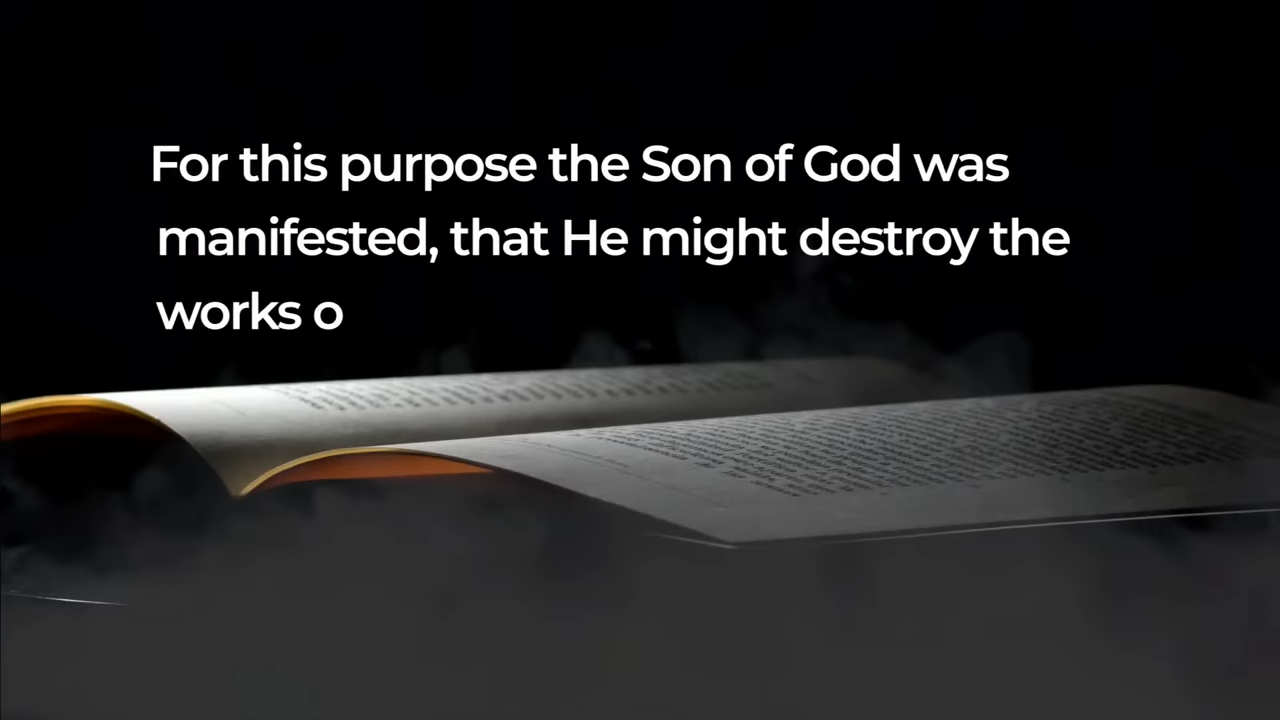 For this purpose the Son of God was
manifested, that He might destroy the
works o